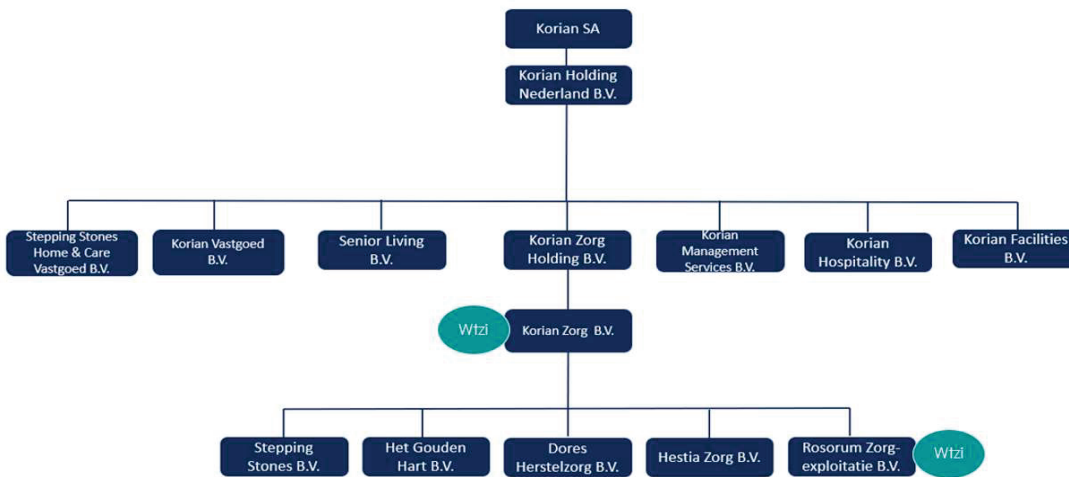 Korian SA
Korian Holding
Nederland B.V.
Stepping Stones
Home & Care
Vastgoed B.V.
Korian Vastgoed
B.V.
Senior Living
B.V.
Korian Zorg
Holding B.V.
Korian
Management
Services B.V.
Korian
Hospitality B.V.
Korian Facilities
B.V.
Wtzi
Korian Zorg B.V.
Stepping
Stones B.V.
Het Gouden
Hart B.V.
Dores
Herstelzorg B.V.
Hestia Zorg B.V.
Rosorum Zorg-
exploitatie B.V.
Wtzi